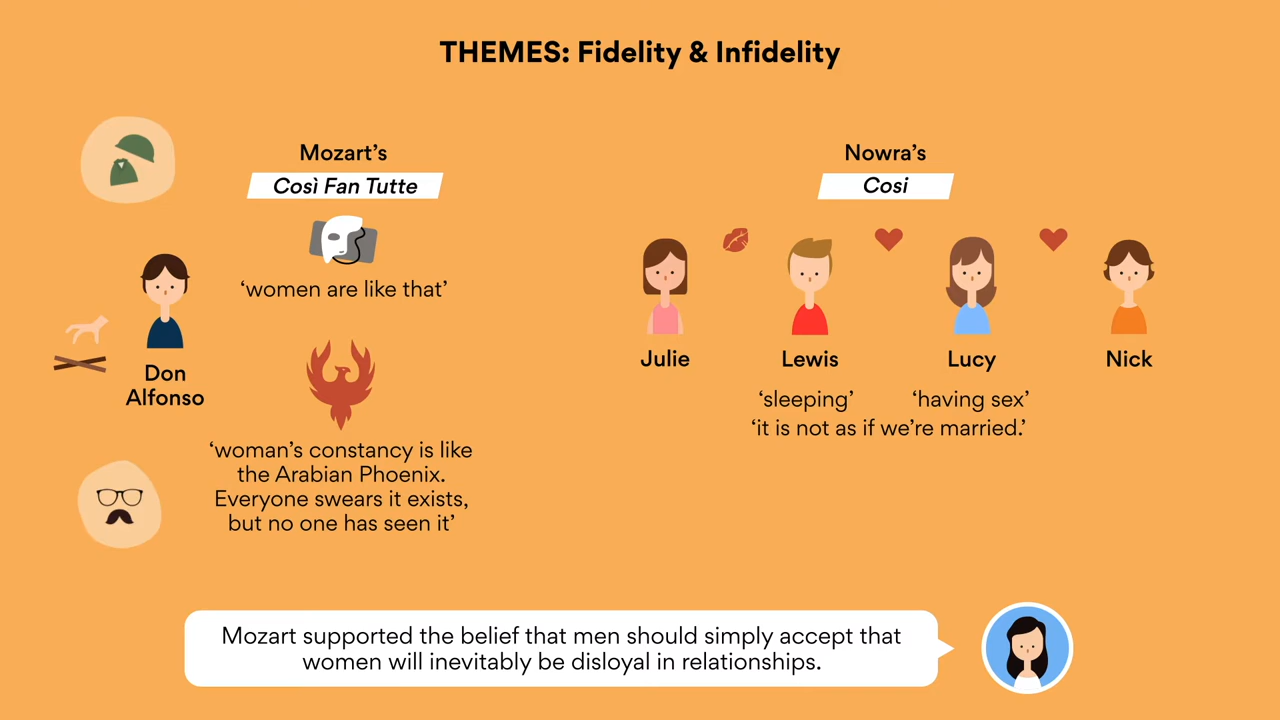 THEMES: Fidelity & Infidelity
Mozart’s
Così Fan Tutte
‘women are like that’
Don
Alfonso
‘woman’s constancy is like
the Arabian Phoenix.
Everyone swears it exists,
but no one has seen it’
Nowra’s
Cosi
Julie
Lewis
Lucy
Nick
‘sleeping’
‘having sex’
‘it is not as if we’re married.’
Mozart supported the belief that men should simply accept that
women will inevitably be disloyal in relationships.